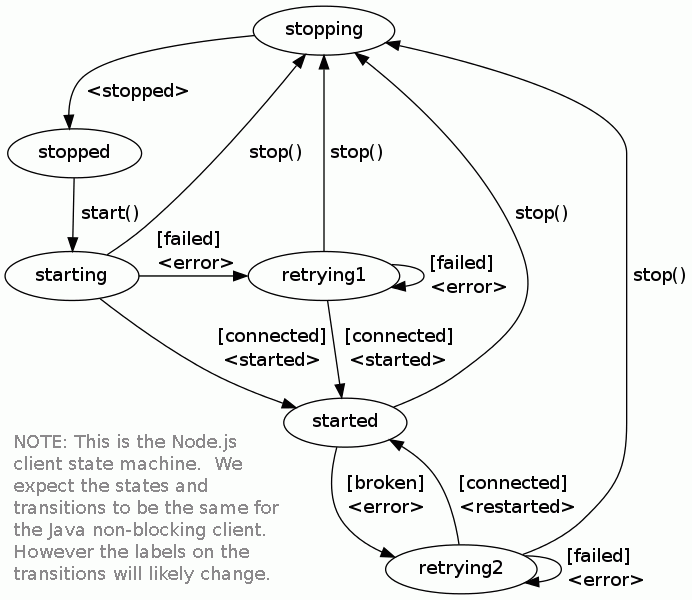 stopping
<stopped>
stopped
stop()
stop()
start()
stop()
[failed]
<error>
starting
retrying1
[failed]
<error>
stop()
[connected]
<started>
[connected]
<started>
started
NOTE: This is the Node.js
client state machine.  We
expect the states and
transitions to be the same for
the Java non-blocking client.
However the labels on the
transitions will likely change.
[broken]
<error>
[connected]
<restarted>
retrying2
[failed]
<error>